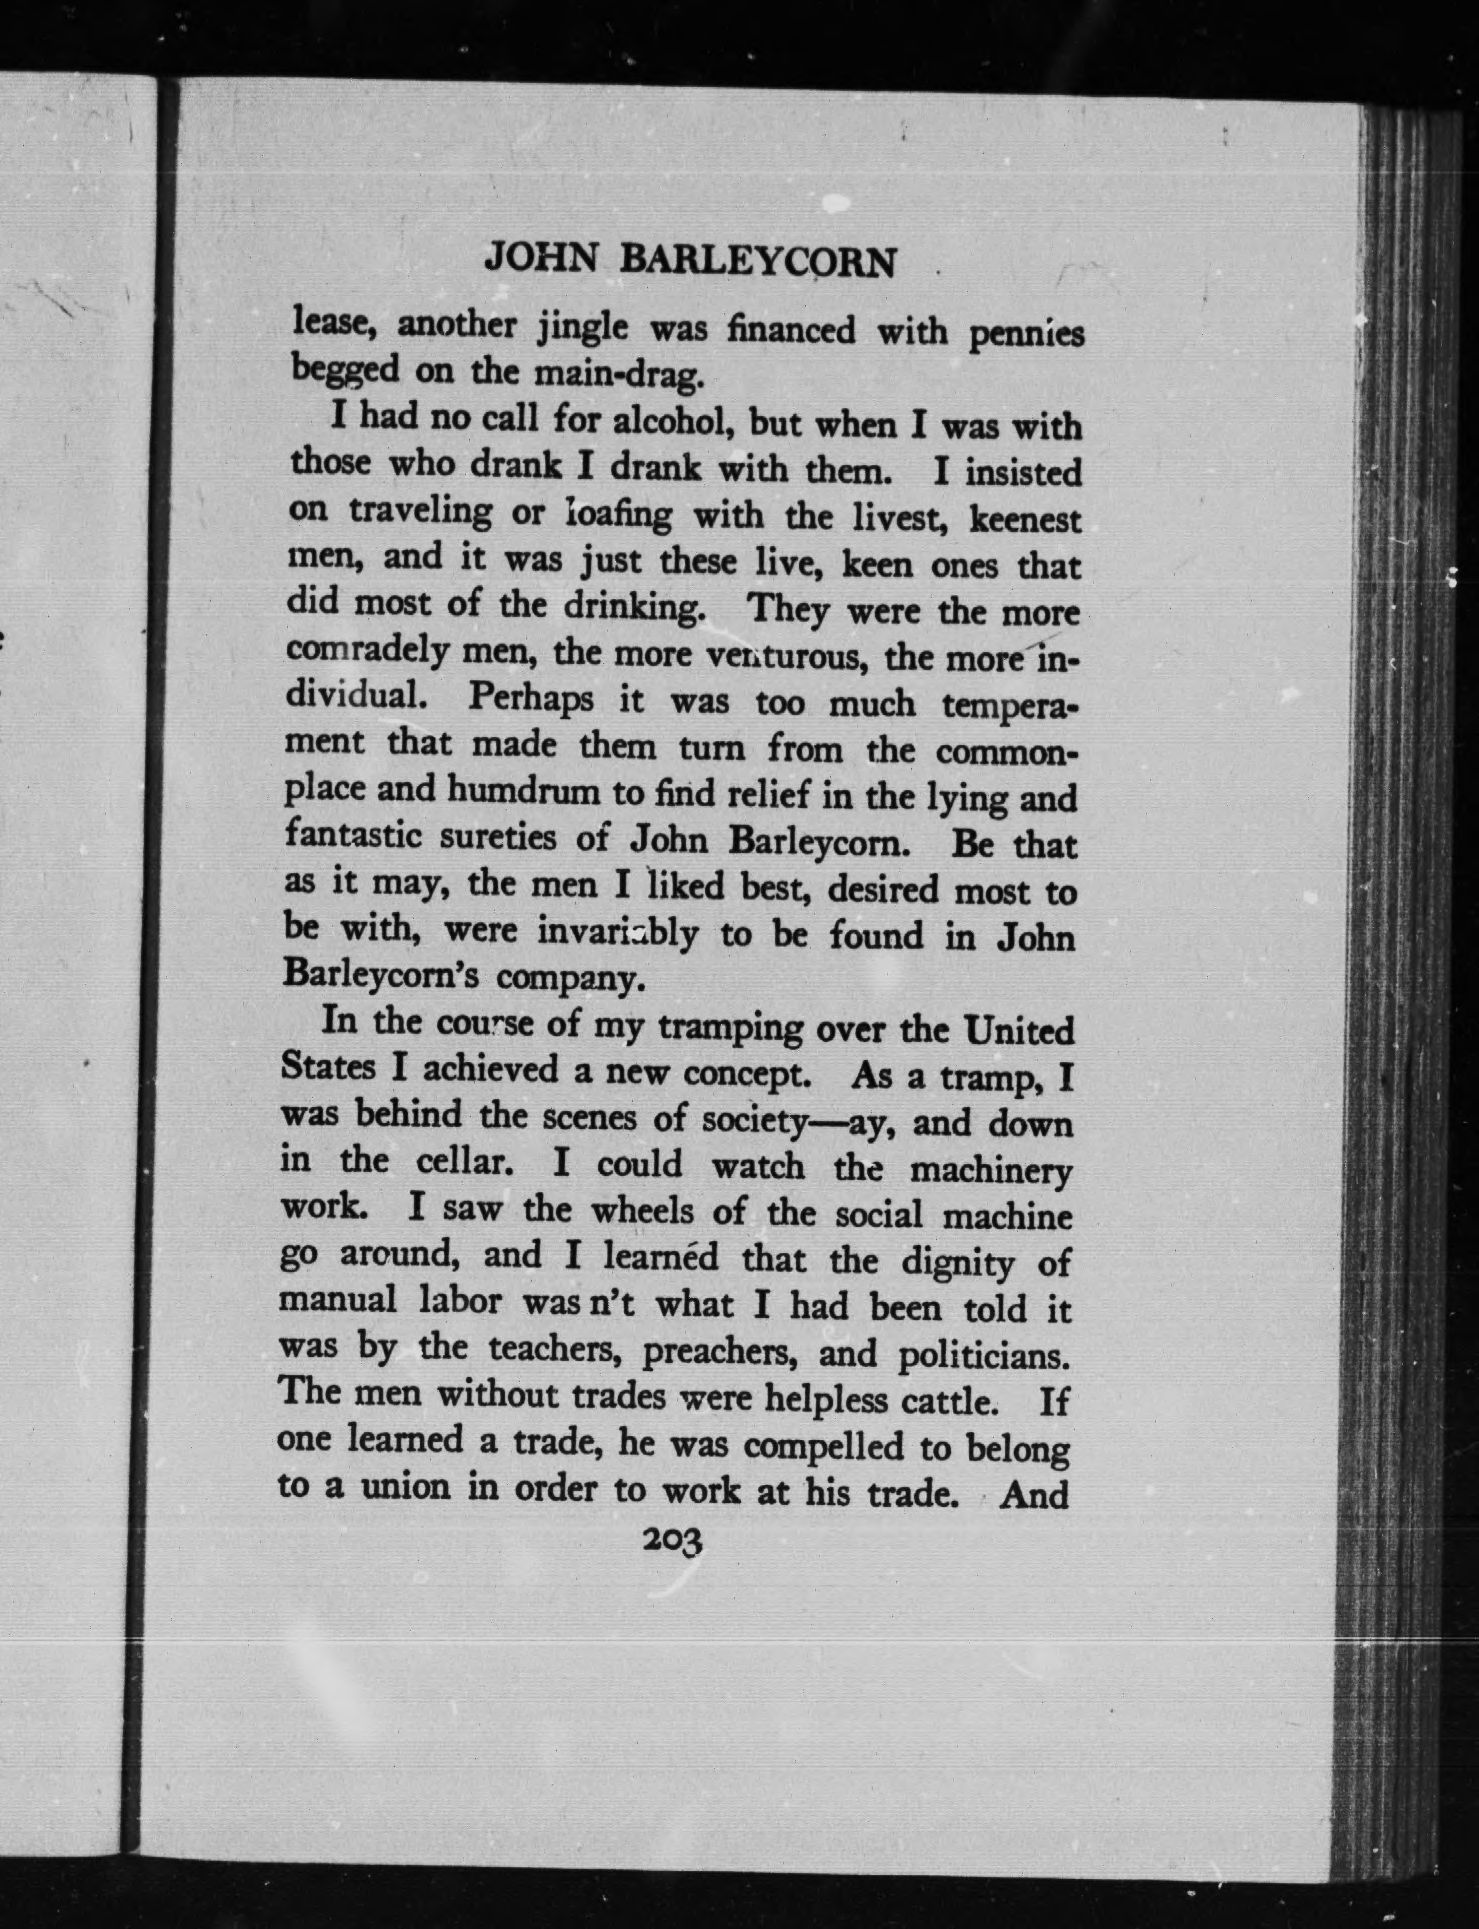 JOHN BARLEYCORN
lease, another jingle was financed with pennies
begged on the main-drag.
I had no call for alcohol, but when I was with
those who drank I drank with them. I insisted
on traveling or loafing with the livest, keenest
men, and it was just these live, keen ones that
did most of the drinking. They were the more
comradely men, the more venturous, the more in-
dividual. Perhaps it was too much tempera-
ment that made them turn from the common-
place and humdrum to find relief in the lying and
fantastic sureties of John Barleycorn. Be that
as it may, the men I liked best, desired most to
be with, were invariably to be found in John
Barleycorn's company.
In the course of my tramping over the United
States I achieved a new concept. As a tramp, I
was behind the scenes of society—ay, and down
in the cellar. I could watch the machinery
work. I saw the wheels of the social machine
go around, and I learned that the dignity of
manual labor was n't what I had been told it
was by the teachers, preachers, and politicians.
The men without trades were helpless cattle. If
one learned a trade, he was compelled to belong
to a union in order to work at his trade. And
203